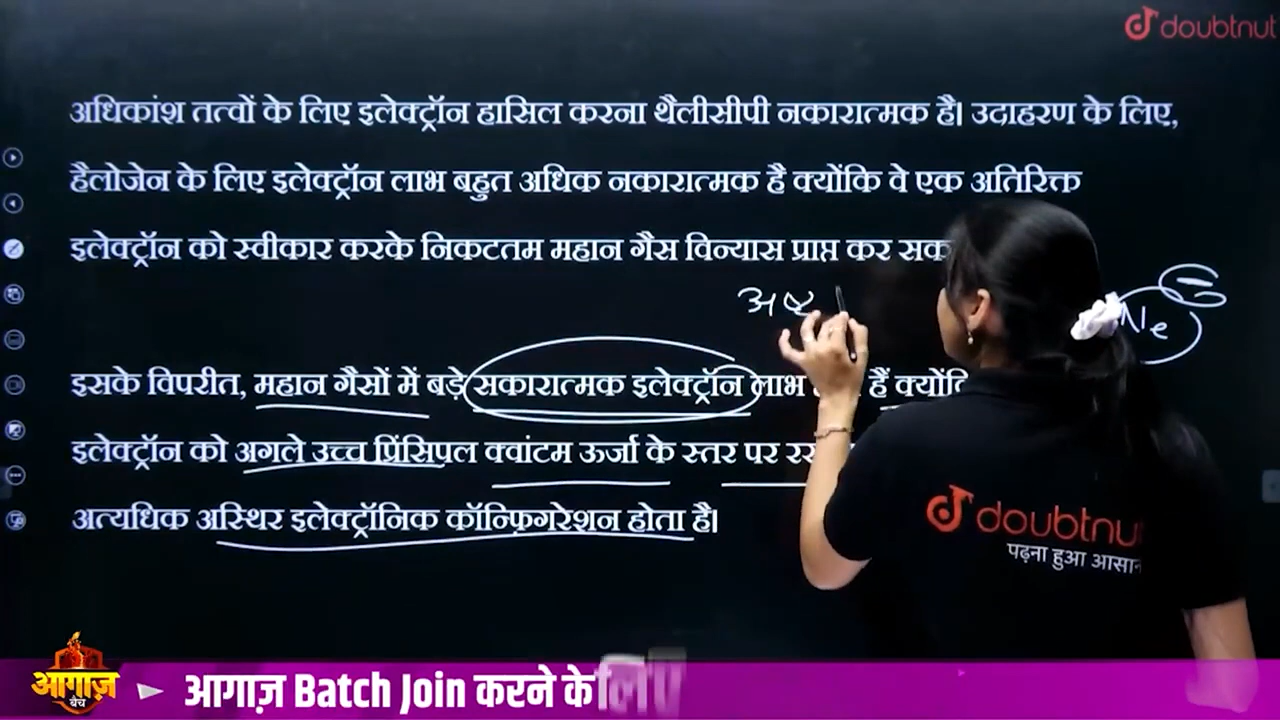 doubtnut
अधिकांश तत्वों के लिए इलेक्ट्रॉन हासिल करना थैलीसीपी नकारात्मक है। उदाहरण के लिए,
हैलोजेन के लिए इलेक्ट्रॉन लाभ बहुत अधिक नकारात्मक है क्योंकि वे एक अतिरिक्त
इलेक्ट्रॉन को स्वीकार करके निकटतम महान गैस विन्यास प्राप्त कर
अष्
Ne
इसके विपरीत, महान गैसों में बड़े सकारात्मक इलेक्ट्रॉन लाभ हैं
इलेक्ट्रॉन को अगले उच्च प्रिंसिपल क्वांटम ऊर्जा के स्तर पर
अत्यधिक अस्थिर इलेक्ट्रॉनिक कॉन्फ़िगरेशन होता है।
doubtnut
पढ़ना हुआ आसान
आगाज़
बैच
आगाज़ Batch Join करने के लिए